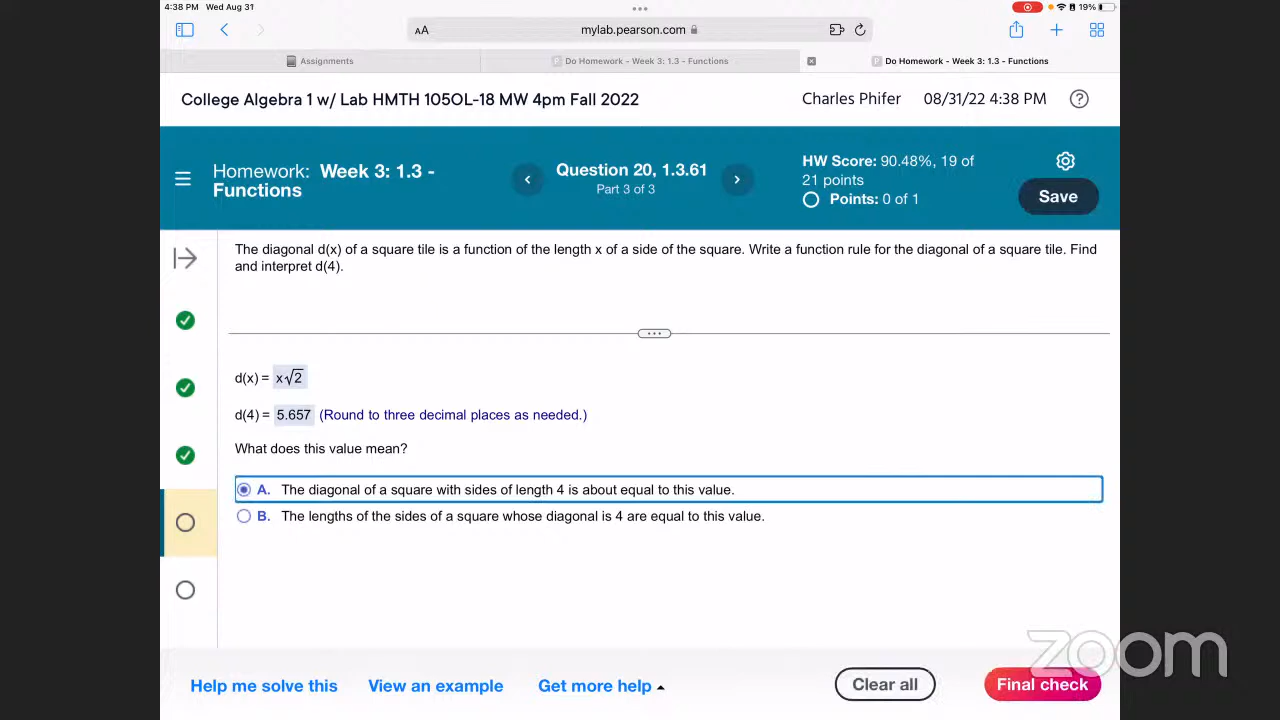 4:38 PM Wed Aug 31
19%
AA
mylab.pearson.com
Assignments
Do Homework - Week 3: 1.3 - Functions
Do Homework - Week 3: 1.3 - Functions
College Algebra 1 w/ Lab HMTH 105OL-18 MW 4pm Fall 2022
Charles Phifer
08/31/22 4:38 PM
?
Homework: Week 3: 1.3 -
Functions
Question 20, 1.3.61
Part 3 of 3
HW Score: 90.48%, 19 of
21 points
Points: 0 of 1
Save
The diagonal d(x) of a square tile is a function of the length x of a side of the square. Write a function rule for the diagonal of a square tile. Find
and interpret d(4).
d(x) = x√2
d(4) = 5.657 (Round to three decimal places as needed.)
What does this value mean?
A. The diagonal of a square with sides of length 4 is about equal to this value.
B. The lengths of the sides of a square whose diagonal is 4 are equal to this value.
Help me solve this
View an example
Get more help
Clear all
Final check
zoom